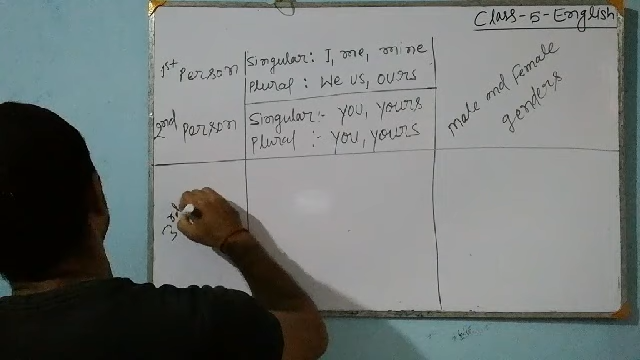 Class-5-English
1st Person
Singular: I, me, mine
Plural: We us, ours
2nd Person
Singular:- you, yours
Plural :- you, yours
male and Female
genders
3rd